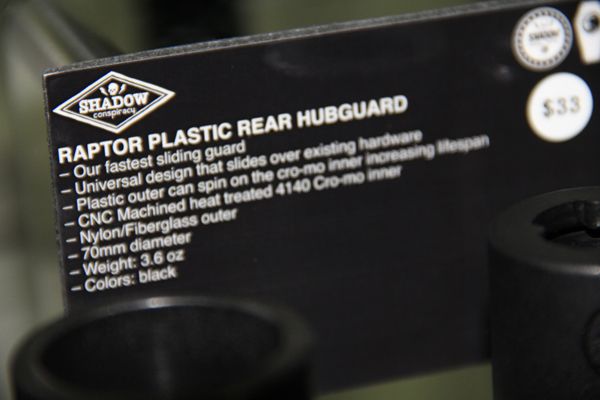 SHADOW
SHADOW
conspiracy
$33
RAPTOR PLASTIC REAR HUBGUARD
– Our fastest sliding guard
– Universal design that slides over existing hardware
– Plastic outer can spin on the cro-mo inner increasing lifespan
– CNC Machined heat treated 4140 Cro-mo inner
– Nylon/Fiberglass outer
– 70mm diameter
– Weight: 3.6 oz
– Colors: black